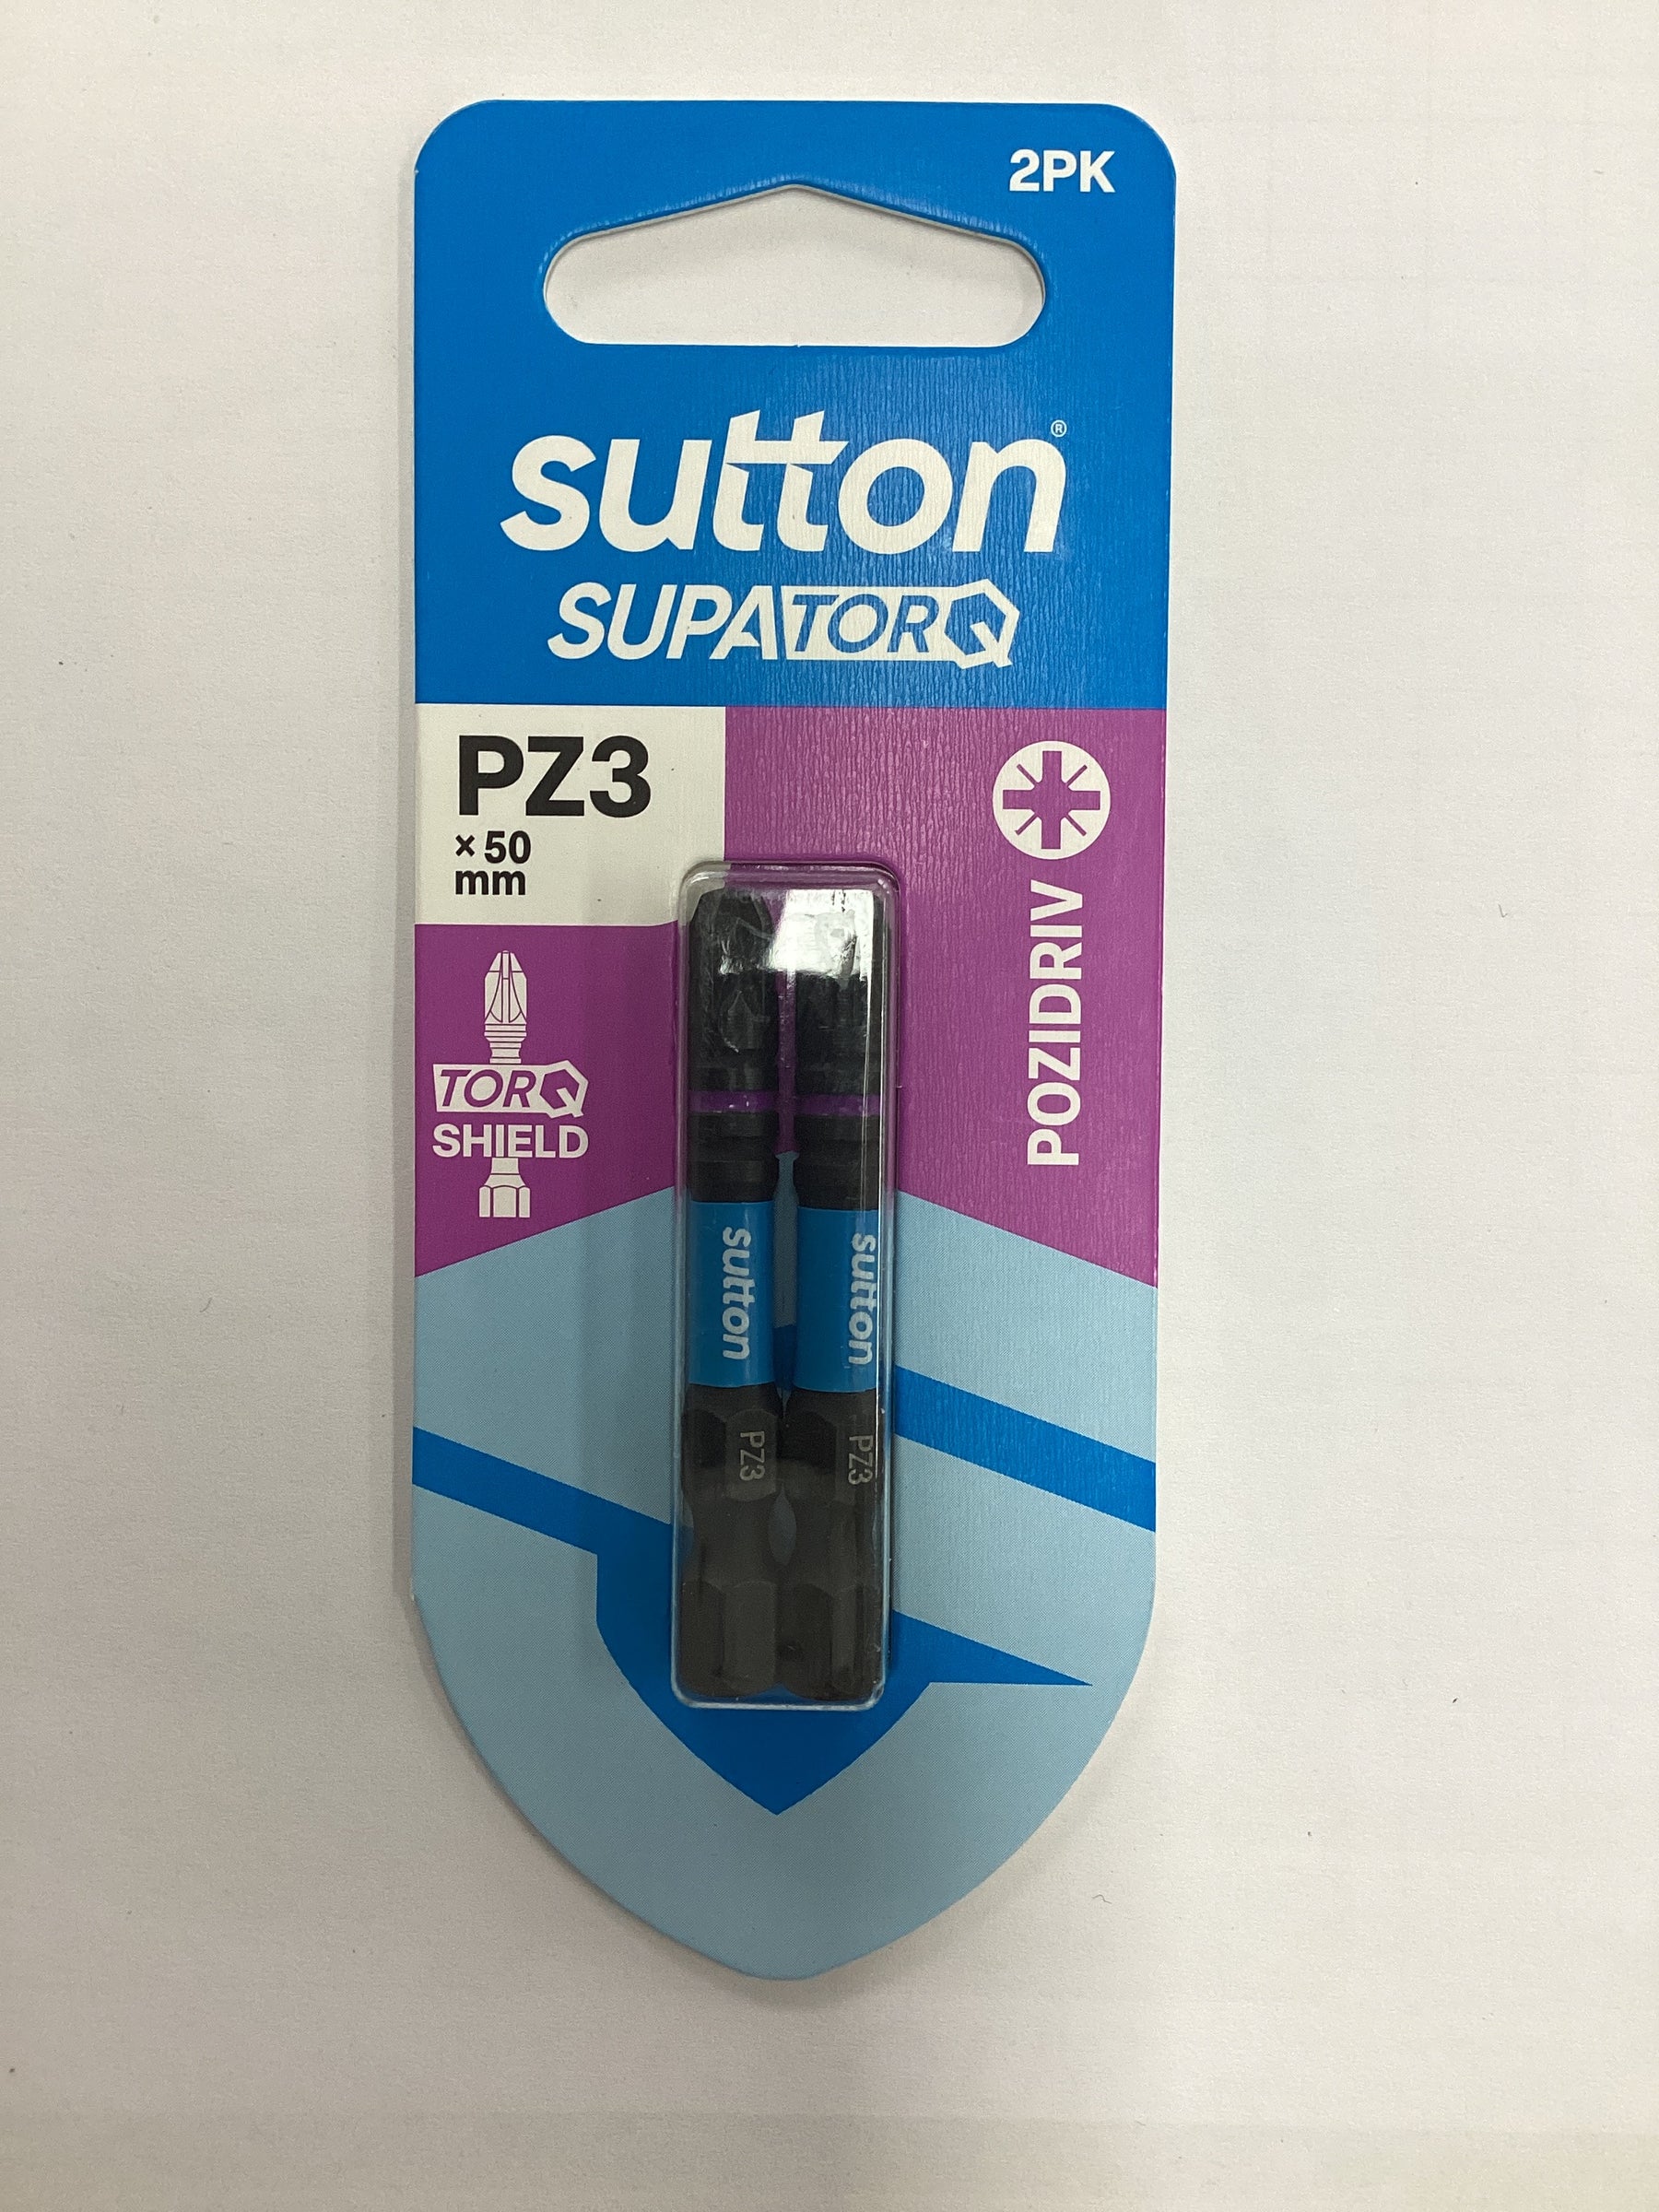 2PK
sutton®
SUPATORQ
PZ3
× 50
mm
POZIDRIV
TORQ
SHIELD
sutton
sutton
PZ3
PZ3